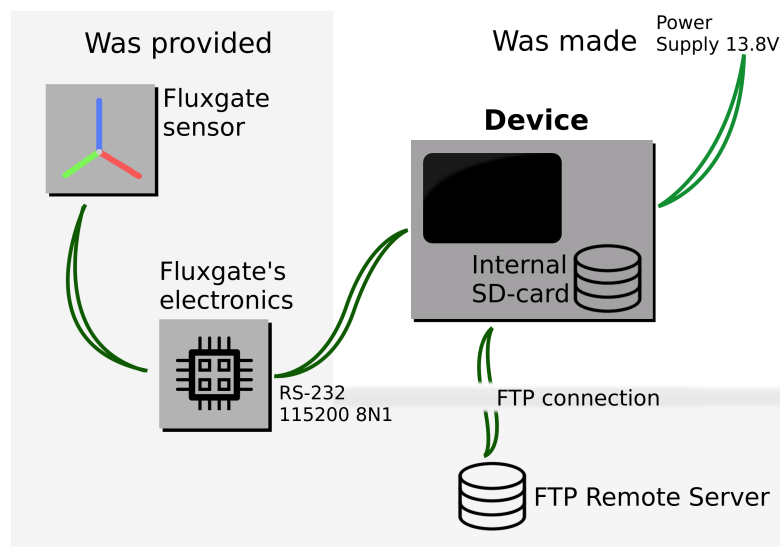 Was provided
Was made
Power
Supply 13.8V
Fluxgate
sensor
Device
Internal
SD-card
Fluxgate's
electronics
RS-232
115200 8N1
FTP connection
FTP Remote Server